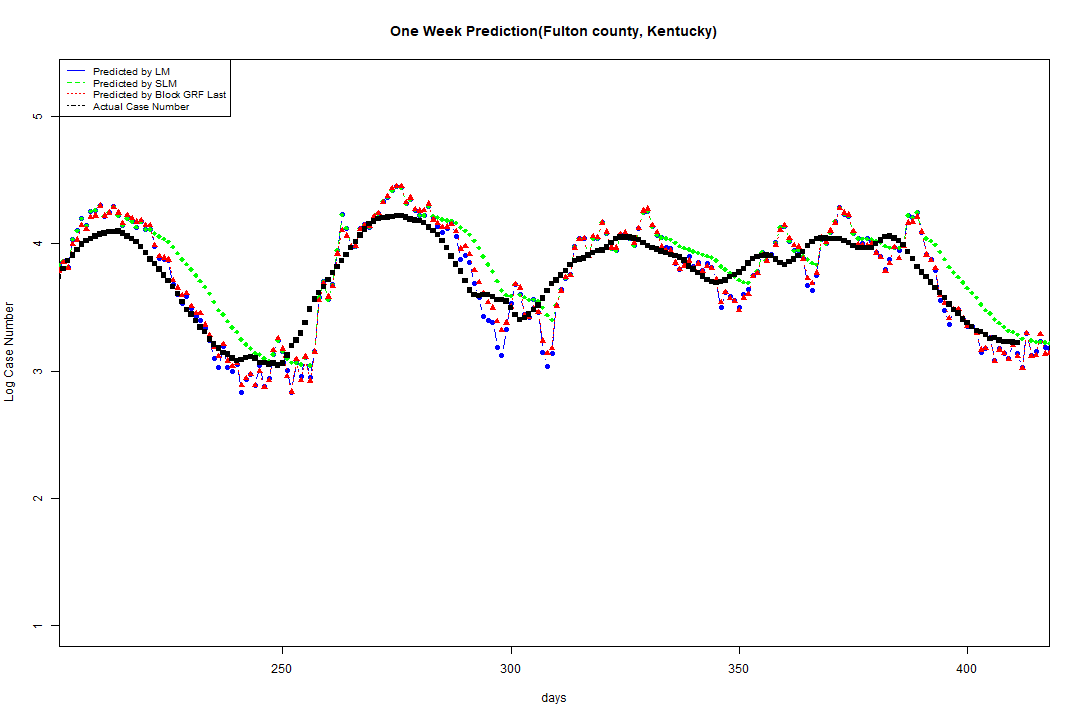 One Week Prediction(Fulton county, Kentucky)
Predicted by LM
Predicted by SLM
Predicted by Block GRF Last
Actual Case Number
5
4
3
2
1
Log Case Number
250 300 350 400
days